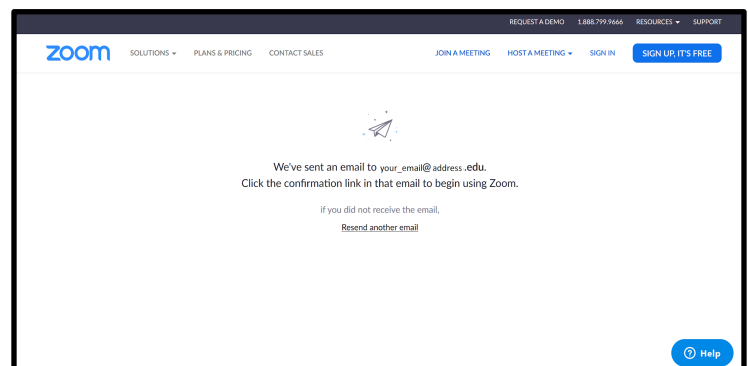 REQUEST A DEMO 1.888.799.9666 RESOURCES SUPPORT
zoom SOLUTIONS PLANS & PRICING CONTACT SALES JOIN A MEETING HOST A MEETING SIGN IN SIGN UP, IT'S FREE
We've sent an email to your_email@address.edu.
Click the confirmation link in that email to begin using Zoom.
if you did not receive the email,
Resend another email
? Help